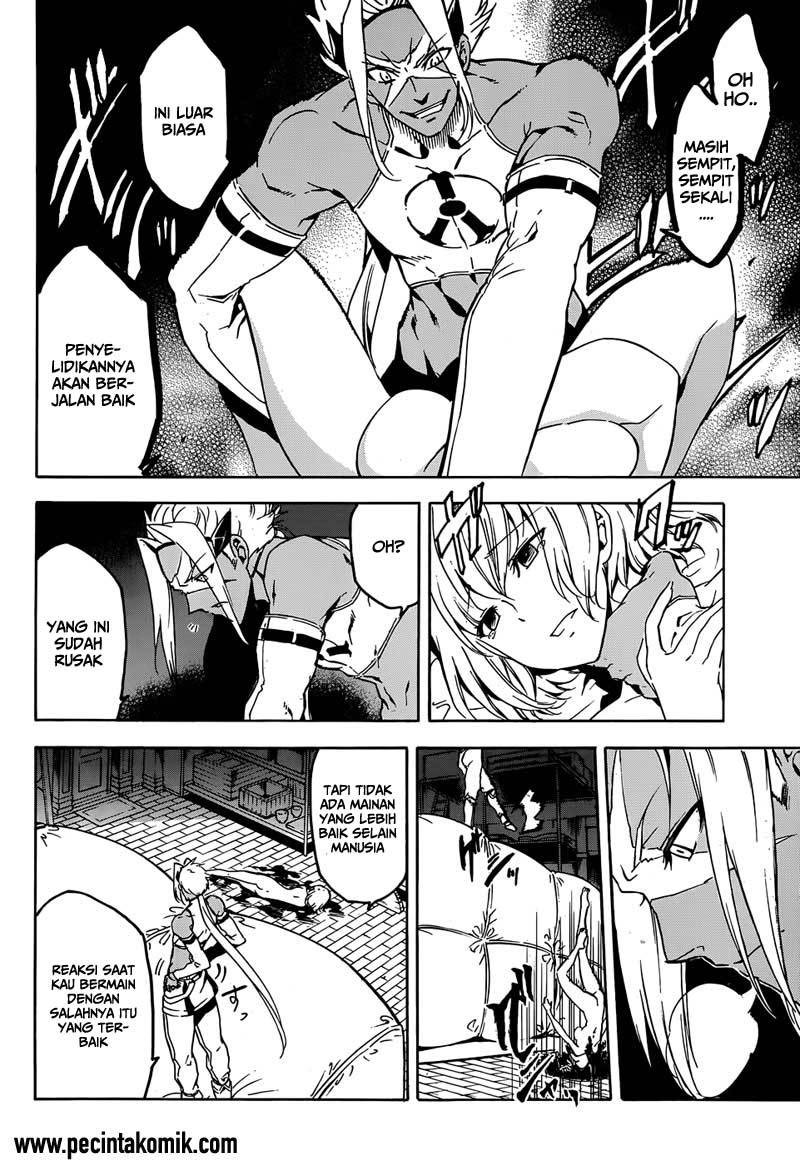 OH
HO..
MASIH
SEMPIT,
SEMPIT
SEKALI
....
INI LUAR
BIASA
PENYE-
LIDIKANNYA
AKAN BER-
JALAN BAIK
OH?
YANG INI
SUDAH
RUSAK
TAPI TIDAK
ADA MAINAN
YANG LEBIH
BAIK SELAIN
MANUSIA
REAKSI SAAT
KAU BERMAIN
DENGAN
SALAHNYA ITU
YANG TER-
BAIK
www.pecintakomik.com